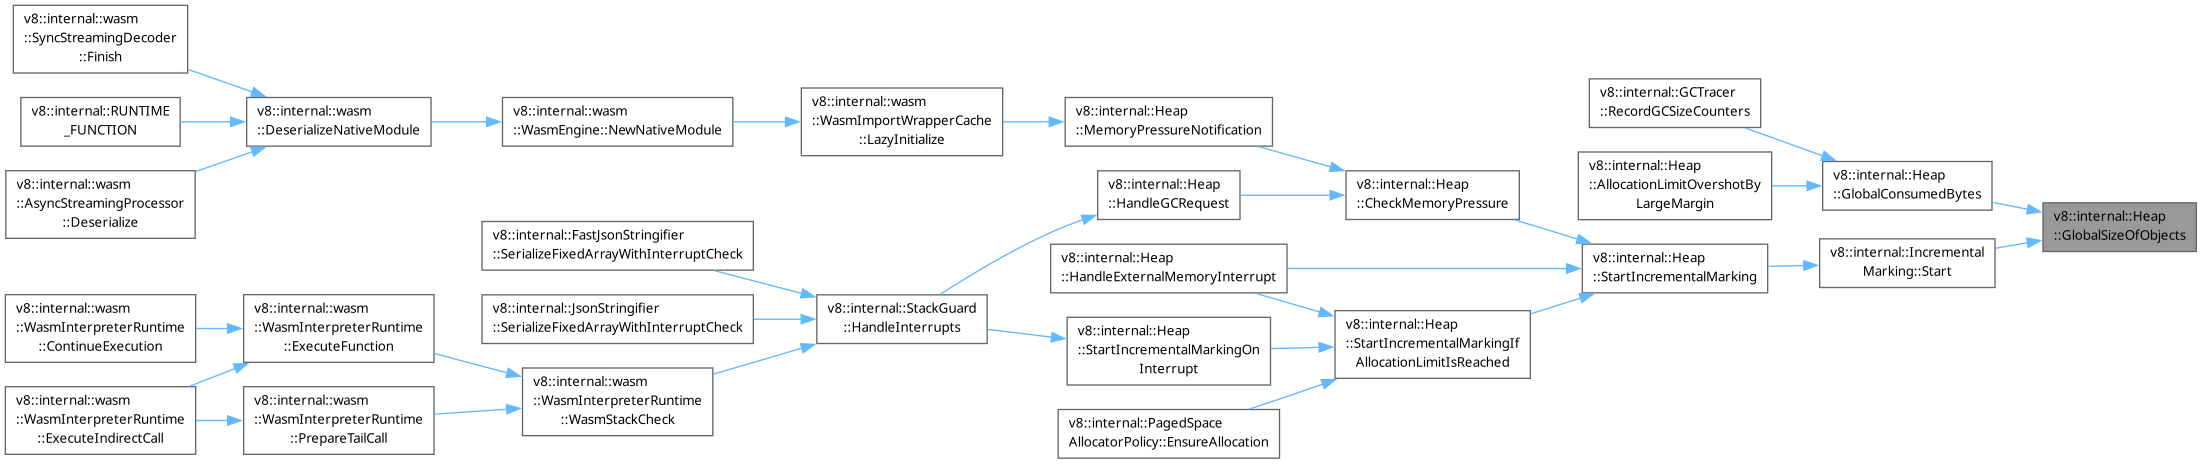 v8::internal::wasm
::SyncStreamingDecoder
::Finish
v8::internal::RUNTIME
_FUNCTION
v8::internal::wasm
::AsyncStreamingProcessor
::Deserialize
v8::internal::wasm
::DeserializeNativeModule
v8::internal::wasm
::WasmEngine::NewNativeModule
v8::internal::wasm
::WasmImportWrapperCache
::LazyInitialize
v8::internal::Heap
::MemoryPressureNotification
v8::internal::Heap
::HandleGCRequest
v8::internal::Heap
::CheckMemoryPressure
v8::internal::GCTracer
::RecordGCSizeCounters
v8::internal::Heap
::AllocationLimitOvershotBy
LargeMargin
v8::internal::Heap
::GlobalConsumedBytes
v8::internal::Heap
::GlobalSizeOfObjects
v8::internal::Incremental
Marking::Start
v8::internal::Heap
::StartIncrementalMarking
v8::internal::Heap
::HandleExternalMemoryInterrupt
v8::internal::Heap
::StartIncrementalMarkingIf
AllocationLimitIsReached
v8::internal::Heap
::StartIncrementalMarkingOn
Interrupt
v8::internal::PagedSpace
AllocatorPolicy::EnsureAllocation
v8::internal::StackGuard
::HandleInterrupts
v8::internal::FastJsonStringifier
::SerializeFixedArrayWithInterruptCheck
v8::internal::JsonStringifier
::SerializeFixedArrayWithInterruptCheck
v8::internal::wasm
::WasmInterpreterRuntime
::WasmStackCheck
v8::internal::wasm
::WasmInterpreterRuntime
::ExecuteFunction
v8::internal::wasm
::WasmInterpreterRuntime
::PrepareTailCall
v8::internal::wasm
::WasmInterpreterRuntime
::ContinueExecution
v8::internal::wasm
::WasmInterpreterRuntime
::ExecuteIndirectCall